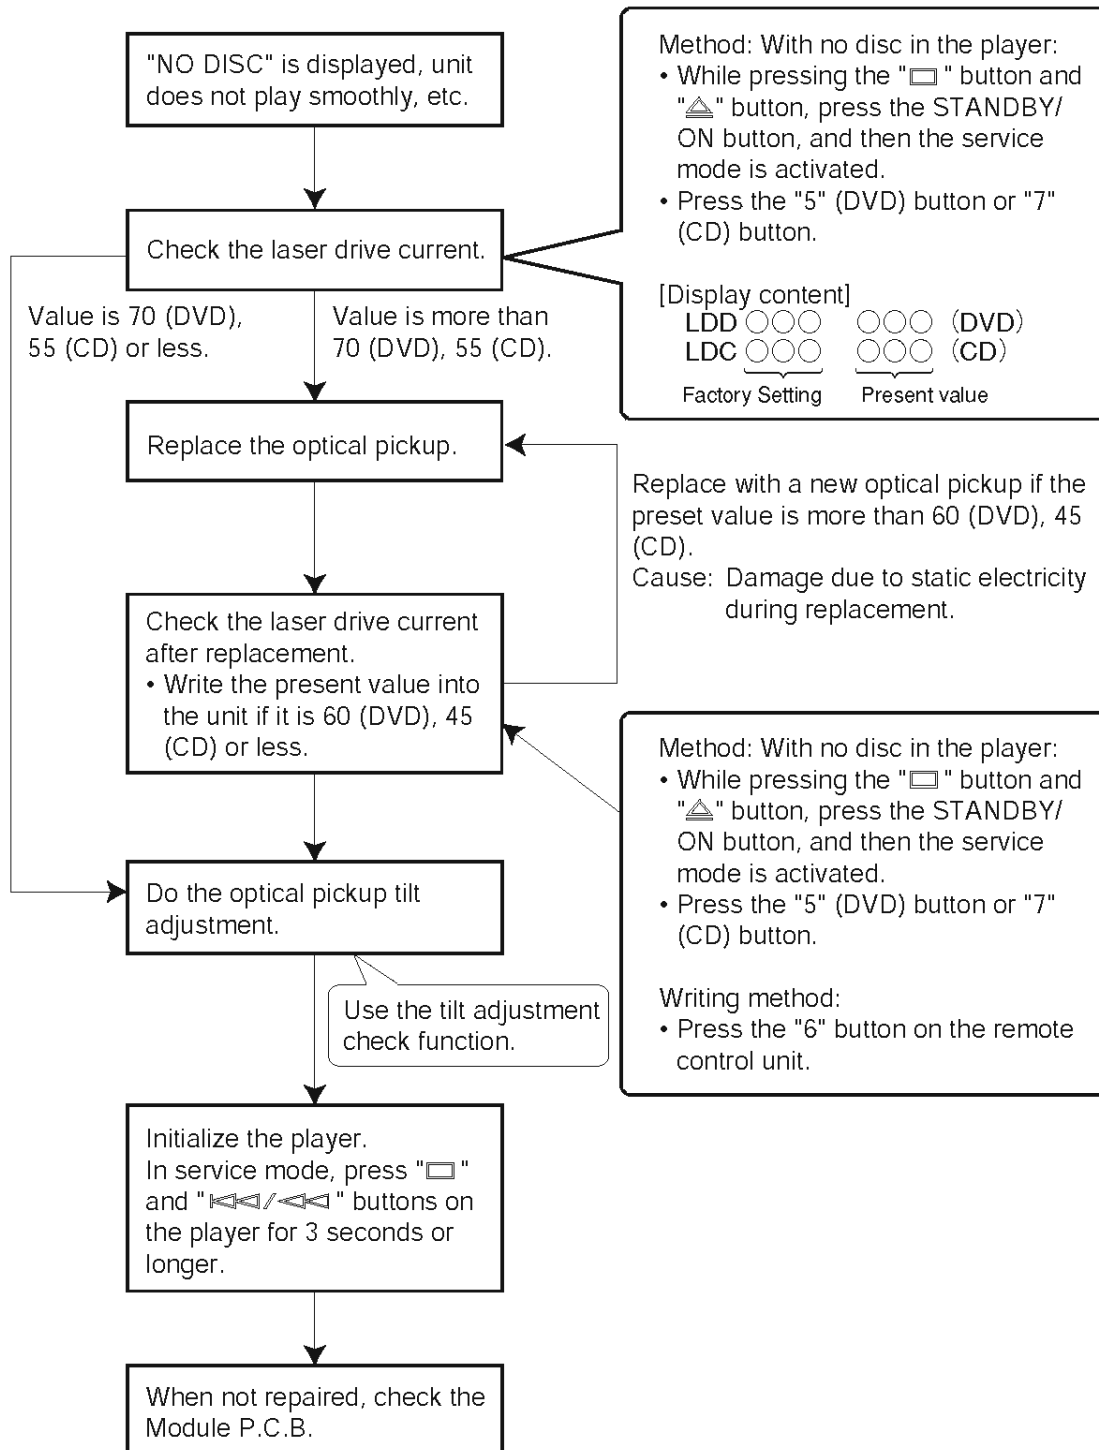 "NO DISC" is displayed, unit
does not play smoothly, etc.
Check the laser drive current.
Value is 70 (DVD),
55 (CD) or less.
Value is more than
70 (DVD), 55 (CD).
Method: With no disc in the player:
• While pressing the "▭" button and
"≜" button, press the STANDBY/
ON button, and then the service
mode is activated.
• Press the "5" (DVD) button or "7"
(CD) button.
[Display content]
LDD ○○○ ○○○ (DVD)
LDC ○○○ ○○○ (CD)
Factory Setting Present value
Replace the optical pickup.
Replace with a new optical pickup if the
preset value is more than 60 (DVD), 45
(CD).
Cause: Damage due to static electricity
during replacement.
Check the laser drive current
after replacement.
• Write the present value into
the unit if it is 60 (DVD), 45
(CD) or less.
Method: With no disc in the player:
• While pressing the "▭" button and
"≜" button, press the STANDBY/
ON button, and then the service
mode is activated.
• Press the "5" (DVD) button or "7"
(CD) button.
Writing method:
• Press the "6" button on the remote
control unit.
Do the optical pickup tilt
adjustment.
Use the tilt adjustment
check function.
Initialize the player.
In service mode, press "▭"
and "|◁◁/◁◁" buttons on
the player for 3 seconds or
longer.
When not repaired, check the
Module P.C.B.